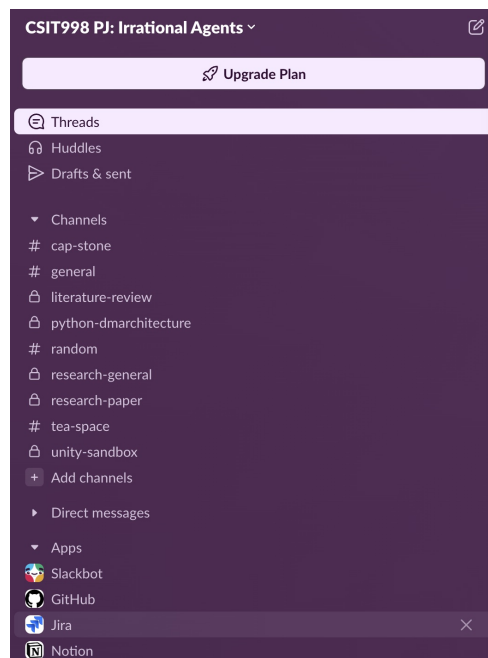 CSIT998 PJ: Irrational Agents
Upgrade Plan
Threads
Huddles
Drafts & sent
Channels
# cap-stone
# general
literature-review
python-dmarchitecture
# random
research-general
research-paper
# tea-space
unity-sandbox
+ Add channels
Direct messages
Apps
Slackbot
GitHub
Jira
Notion